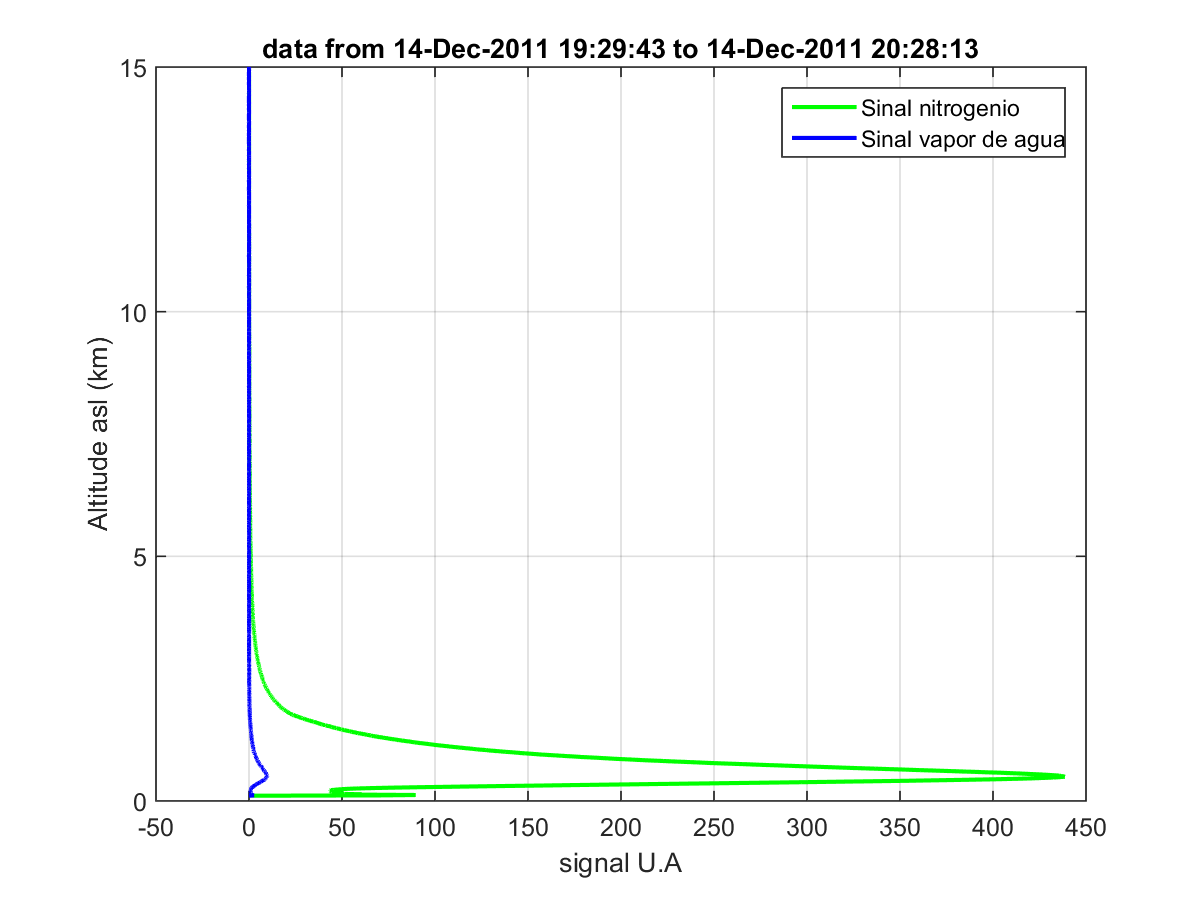 data from 14-Dec-2011 19:29:43 to 14-Dec-2011 20:28:13
15
Sinal nitrogenio
Sinal vapor de agua
10
Altitude asl (km)
5
0
-50 0 50 100 150 200 250 300 350 400 450
signal U.A